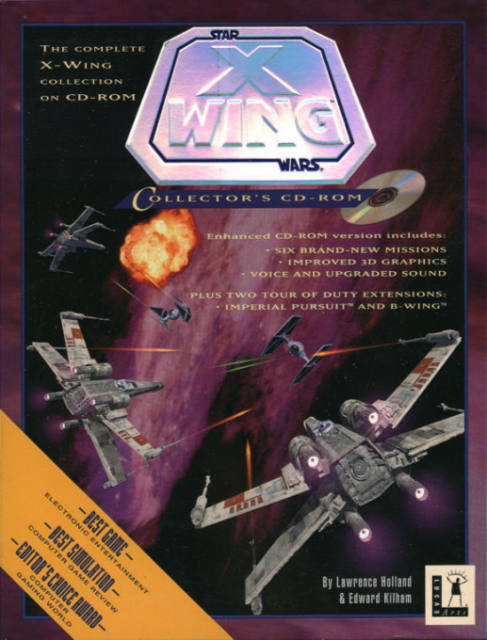 THE COMPLETE
X-WING
COLLECTION
ON CD-ROM
STAR
X
WING™
WARS®
COLLECTOR'S CD-ROM
Enhanced CD-ROM version includes:
• SIX BRAND-NEW MISSIONS
• IMPROVED 3D GRAPHICS
• VOICE AND UPGRADED SOUND
PLUS TWO TOUR OF DUTY EXTENSIONS:
• IMPERIAL PURSUIT™ AND B-WING™
—BEST GAME—
ELECTRONIC ENTERTAINMENT
—BEST SIMULATION—
COMPUTER GAME REVIEW
—EDITOR'S CHOICE AWARD—
COMPUTER
GAMING WORLD
By Lawrence Holland
& Edward Kilham
LUCAS
Arts